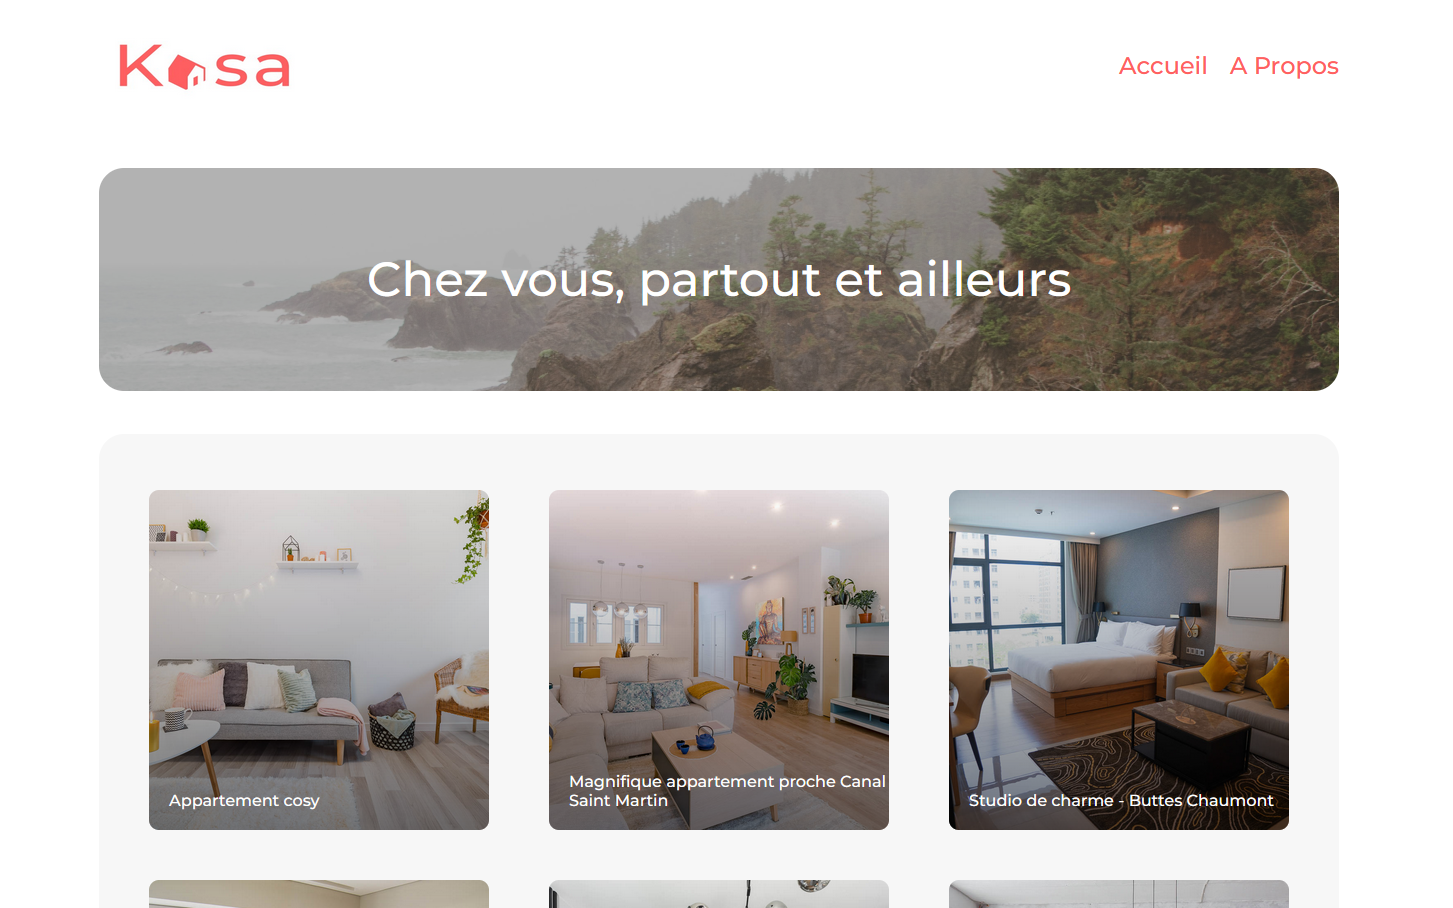 Kasa
Accueil A Propos
Chez vous, partout et ailleurs
Appartement cosy
Magnifique appartement proche Canal
Saint Martin
Studio de charme - Buttes Chaumont